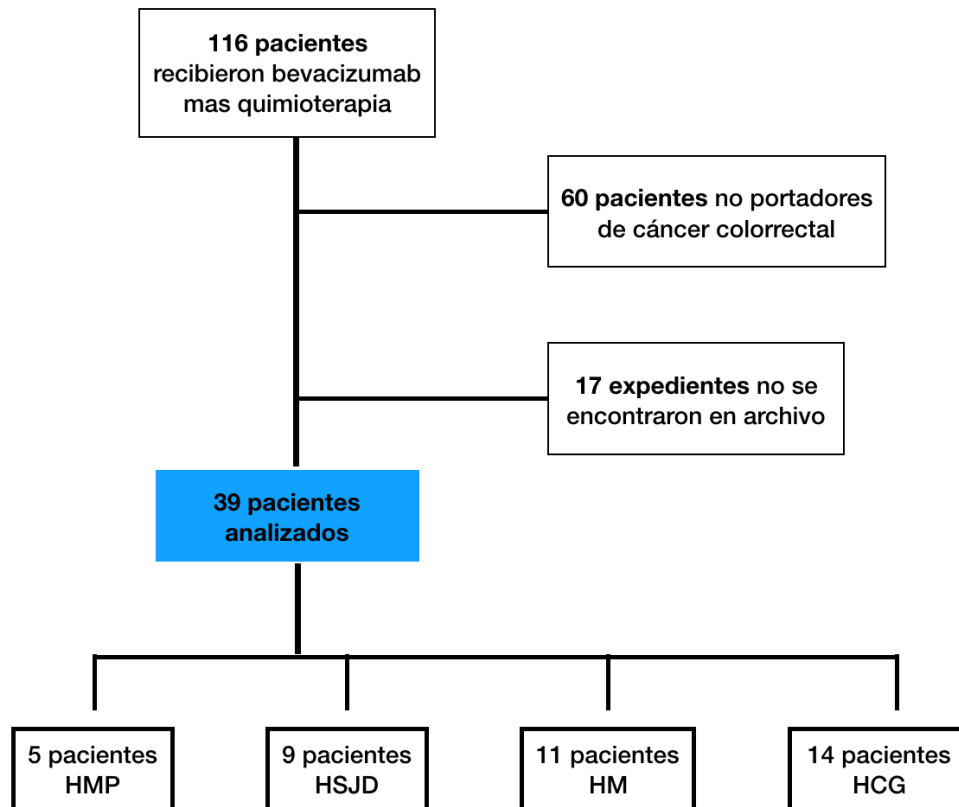 116 pacientes
recibieron bevacizumab
mas quimioterapia
60 pacientes no portadores
de cáncer colorrectal
17 expedientes no se
encontraron en archivo
39 pacientes
analizados
5 pacientes
HMP
9 pacientes
HSJD
11 pacientes
HM
14 pacientes
HCG